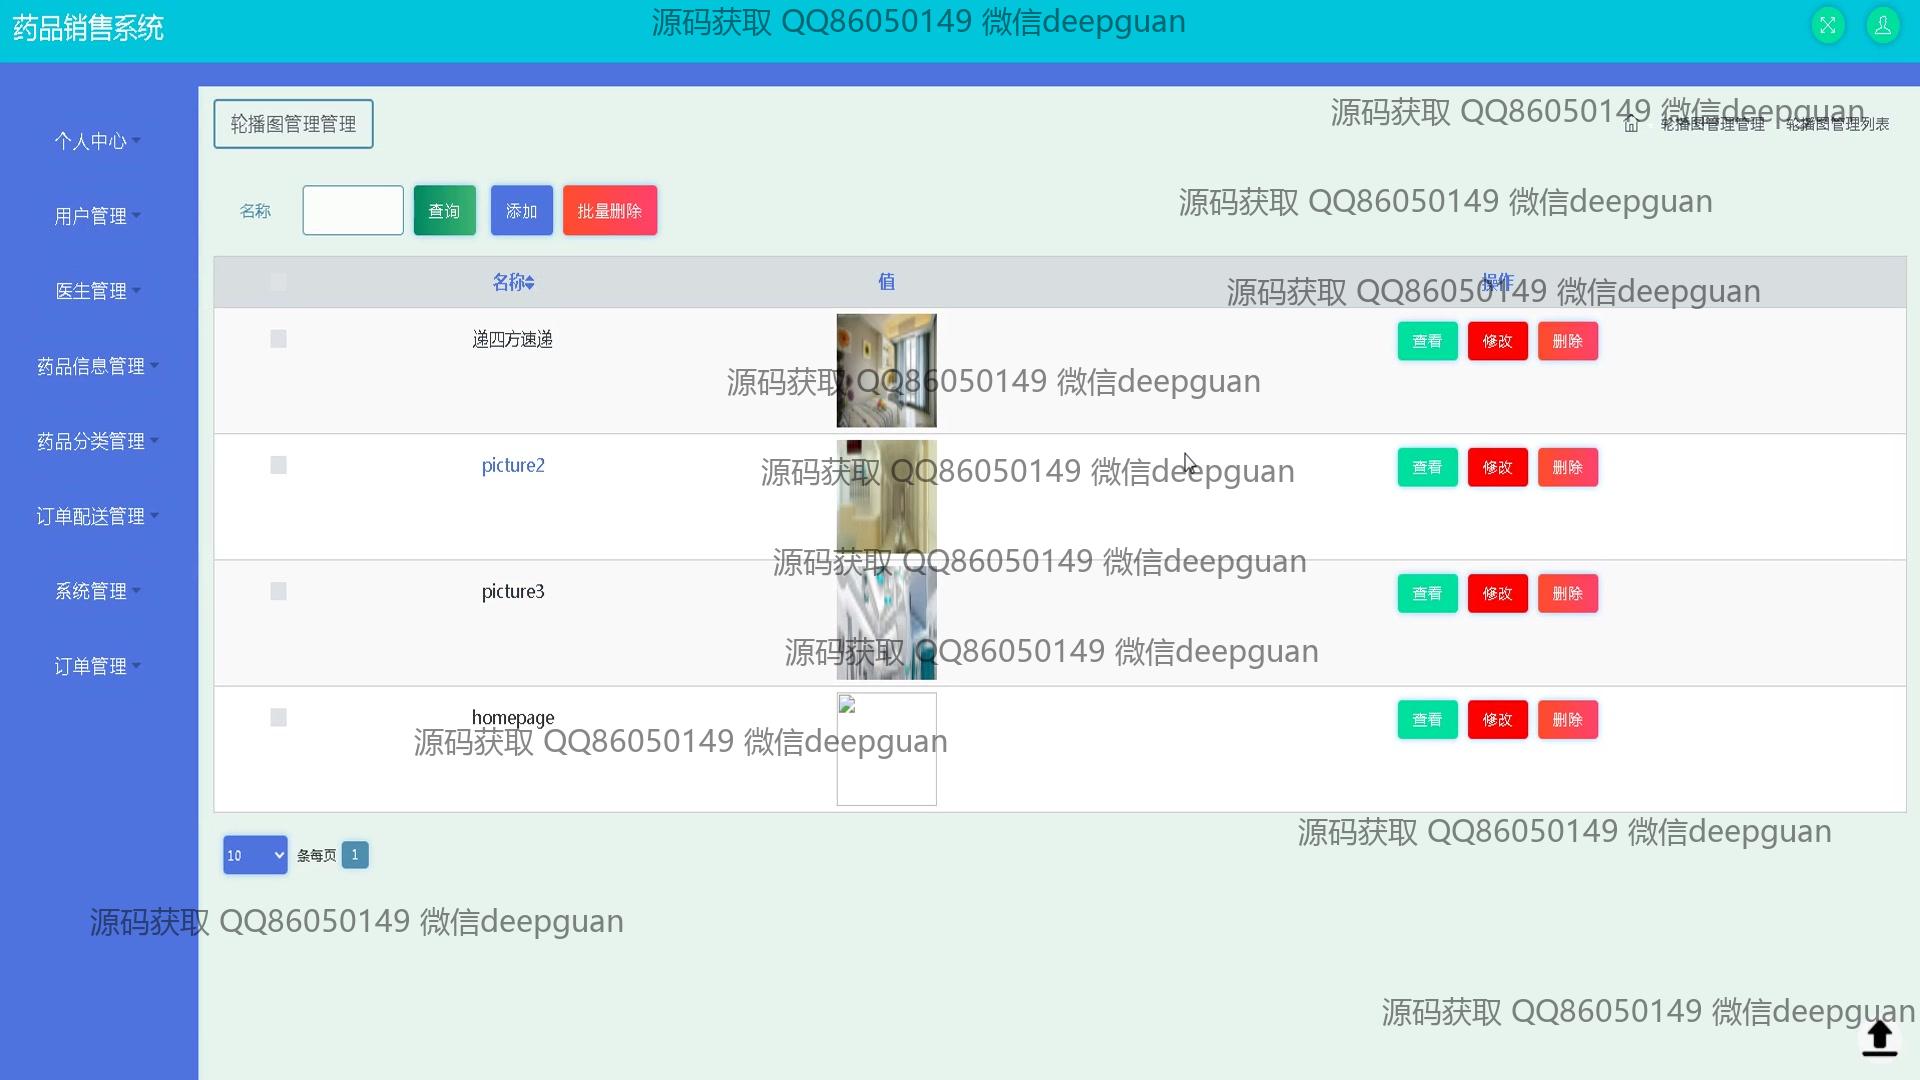 药品销售系统
源码获取 QQ86050149 微信deepguan
轮播图管理管理
源码获取 QQ86050149 微信deepguan
轮播图管理管理
轮播图管理列表
个人中心
用户管理
医生管理
药品信息管理
药品分类管理
订单配送管理
系统管理
订单管理
名称
查询
添加
批量删除
源码获取 QQ86050149 微信deepguan
名称
值
操作
源码获取 QQ86050149 微信deepguan
递四方速递
查看
修改
删除
源码获取 QQ86050149 微信deepguan
picture2
查看
修改
删除
源码获取 QQ86050149 微信deepguan
源码获取 QQ86050149 微信deepguan
picture3
查看
修改
删除
源码获取 QQ86050149 微信deepguan
homepage
查看
修改
删除
源码获取 QQ86050149 微信deepguan
源码获取 QQ86050149 微信deepguan
10
条每页
1
源码获取 QQ86050149 微信deepguan
源码获取 QQ86050149 微信deepguan